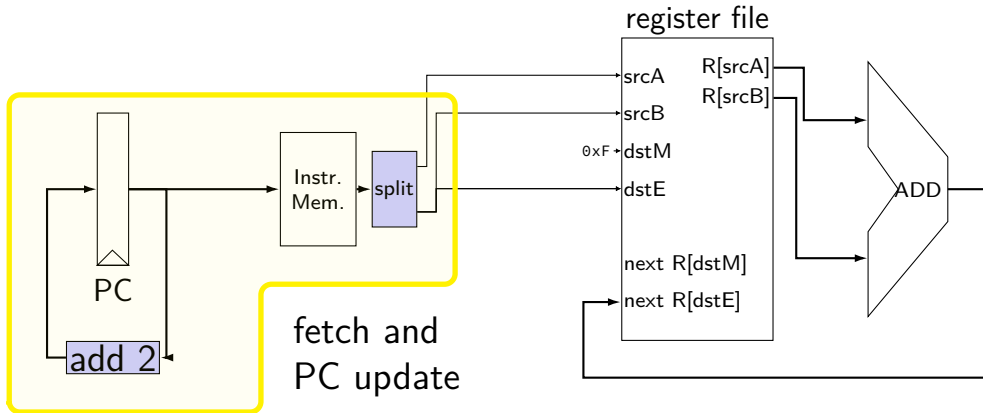 register file
srcA
R[srcA]
R[srcB]
srcB
0xF
dstM
dstE
Instr.
Mem.
split
ADD
PC
next R[dstM]
next R[dstE]
add 2
fetch and
PC update